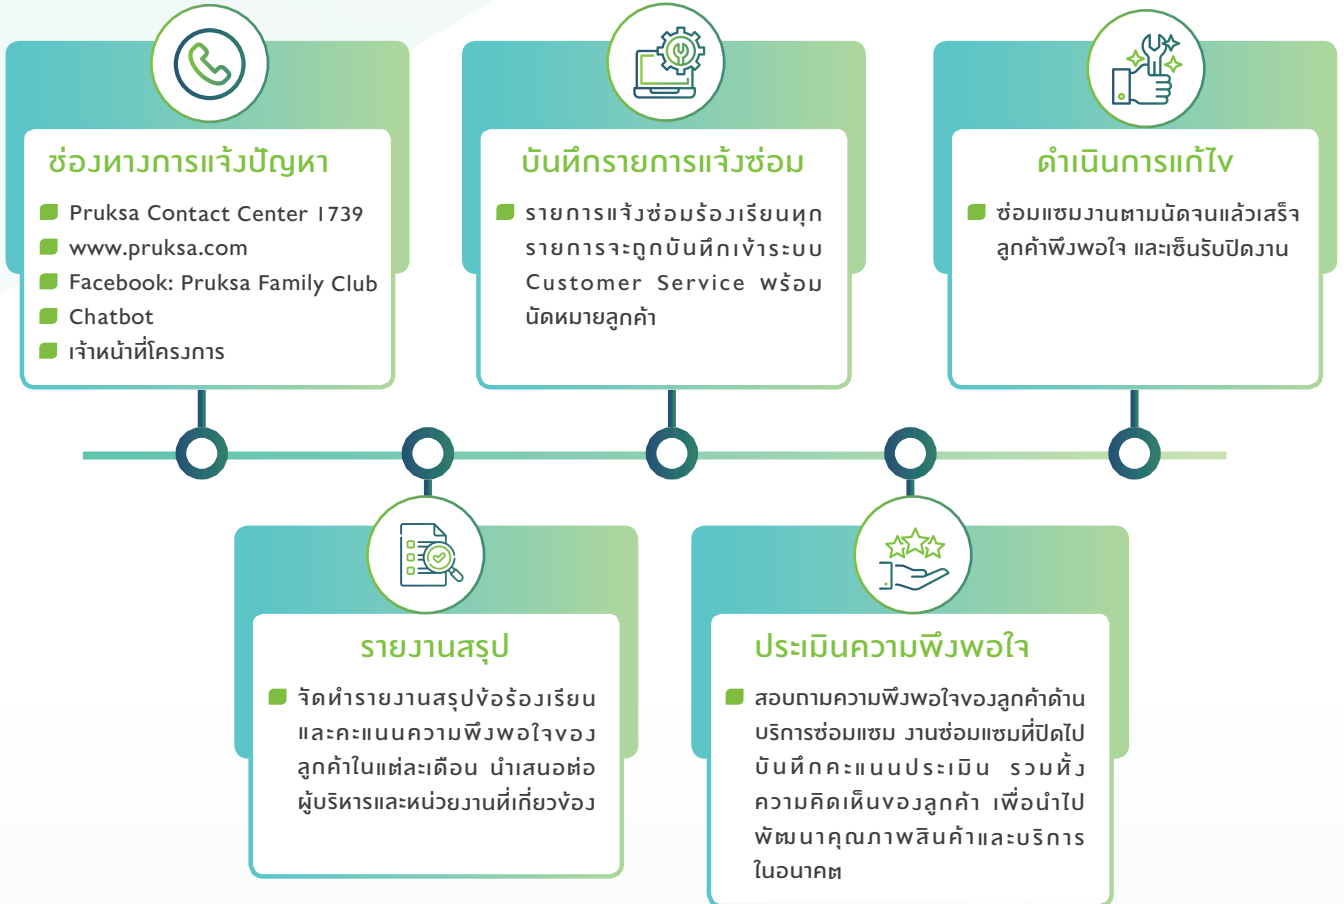 ช่องทางการแจ้งปัญหา
Pruksa Contact Center 1739
www.pruksa.com
Facebook: Pruksa Family Club
Chatbot
เจ้าหน้าที่โครงการ
บันทึกรายการแจ้งซ่อม
รายการแจ้งซ่อมร้องเรียนทุก
รายการจะถูกบันทึกเข้าระบบ
Customer Service พร้อม
นัดหมายลูกค้า
ดำเนินการแก้ไข
ซ่อมแซมงานตามนัดจนแล้วเสร็จ
ลูกค้าพึงพอใจ และเซ็นรับปิดงาน
รายงานสรุป
จัดทำรายงานสรุปข้อร้องเรียน
และคะแนนความพึงพอใจของ
ลูกค้าในแต่ละเดือน นำเสนอต่อ
ผู้บริหารและหน่วยงานที่เกี่ยวข้อง
ประเมินความพึงพอใจ
สอบถามความพึงพอใจของลูกค้าด้าน
บริการซ่อมแซม งานซ่อมแซมที่ปิดไป
บันทึกคะแนนประเมิน รวมทั้ง
ความคิดเห็นของลูกค้า เพื่อนำไป
พัฒนาคุณภาพสินค้าและบริการ
ในอนาคต